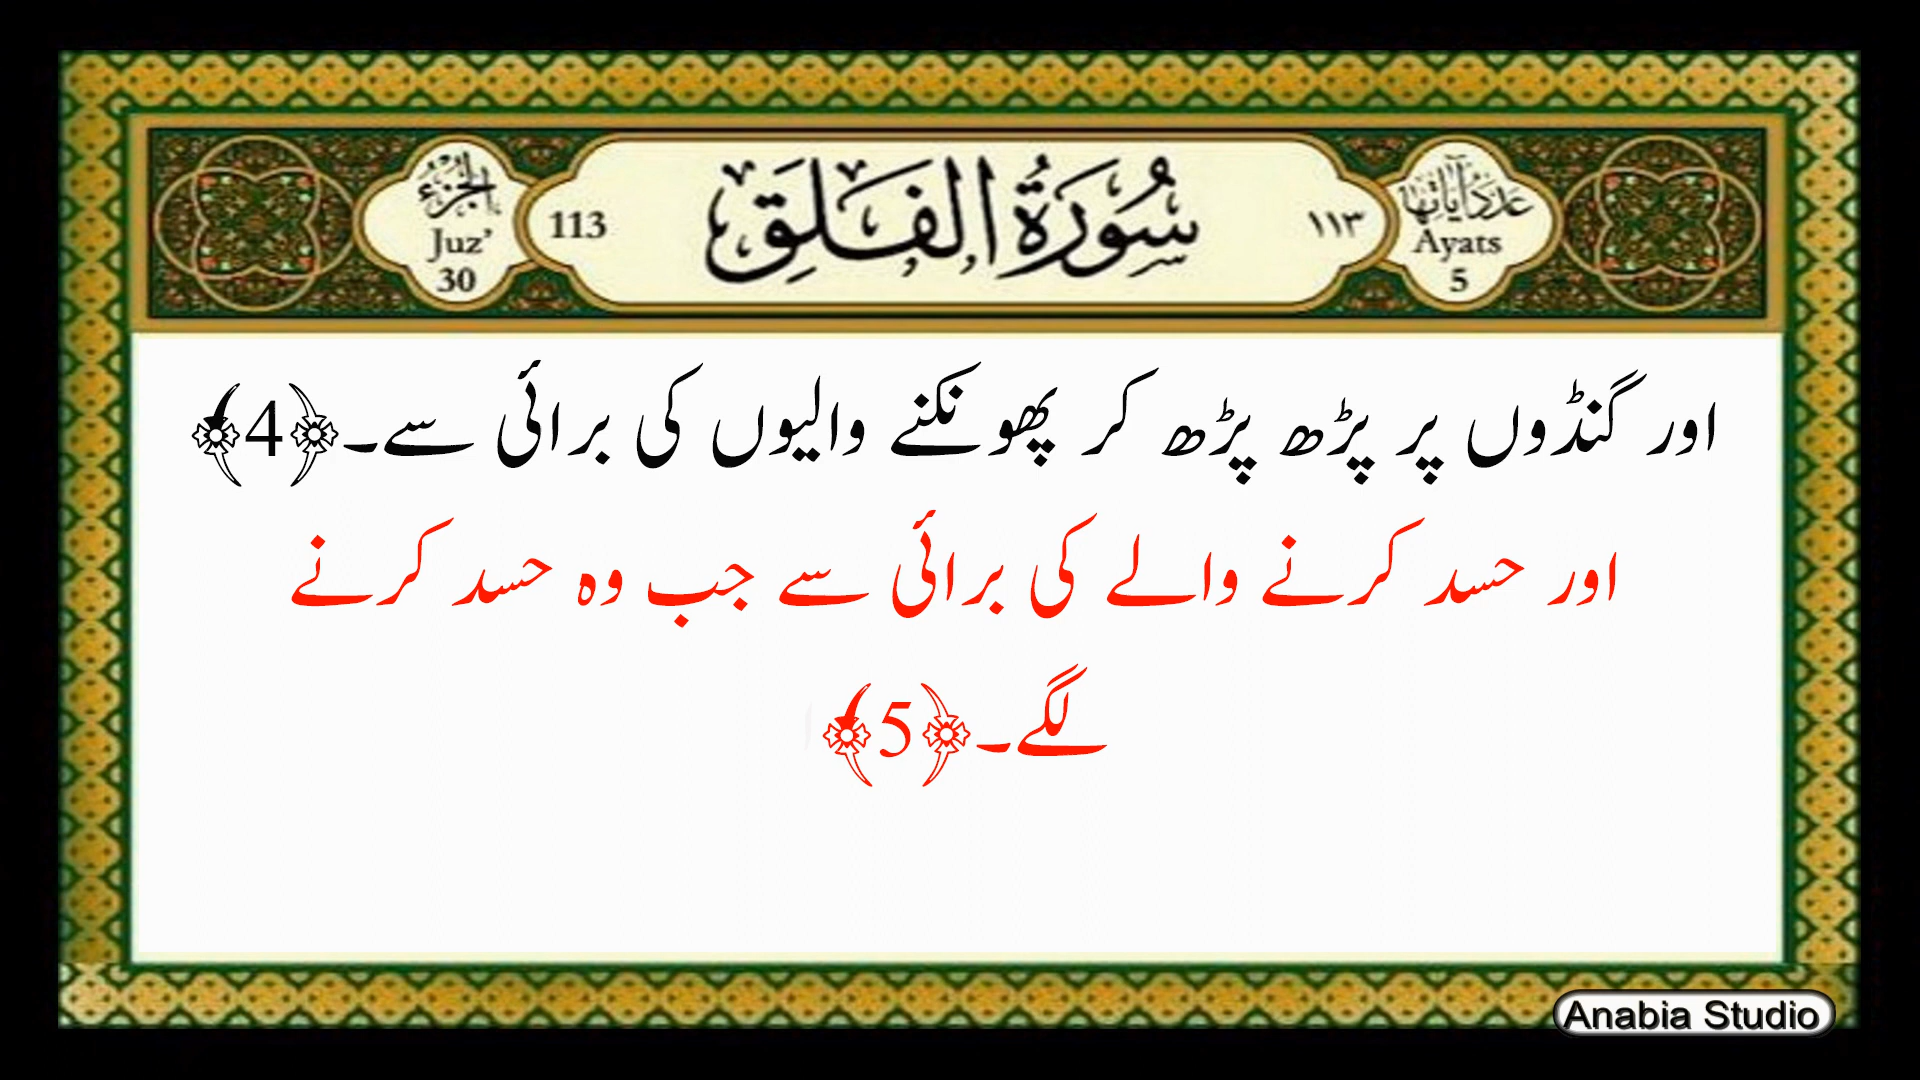 الجزء
Juz’
30
113
سُورَةُ الفَلَقِ
١١٣
عدد آیاتها
Ayats
5
اور گنڈوں پر پڑھ پڑھ کر پھونکنے والیوں کی برائی سے۔﴿4﴾
اور حسد کرنے والے کی برائی سے جب وہ حسد کرنے
لگے۔﴿5﴾
Anabia Studio